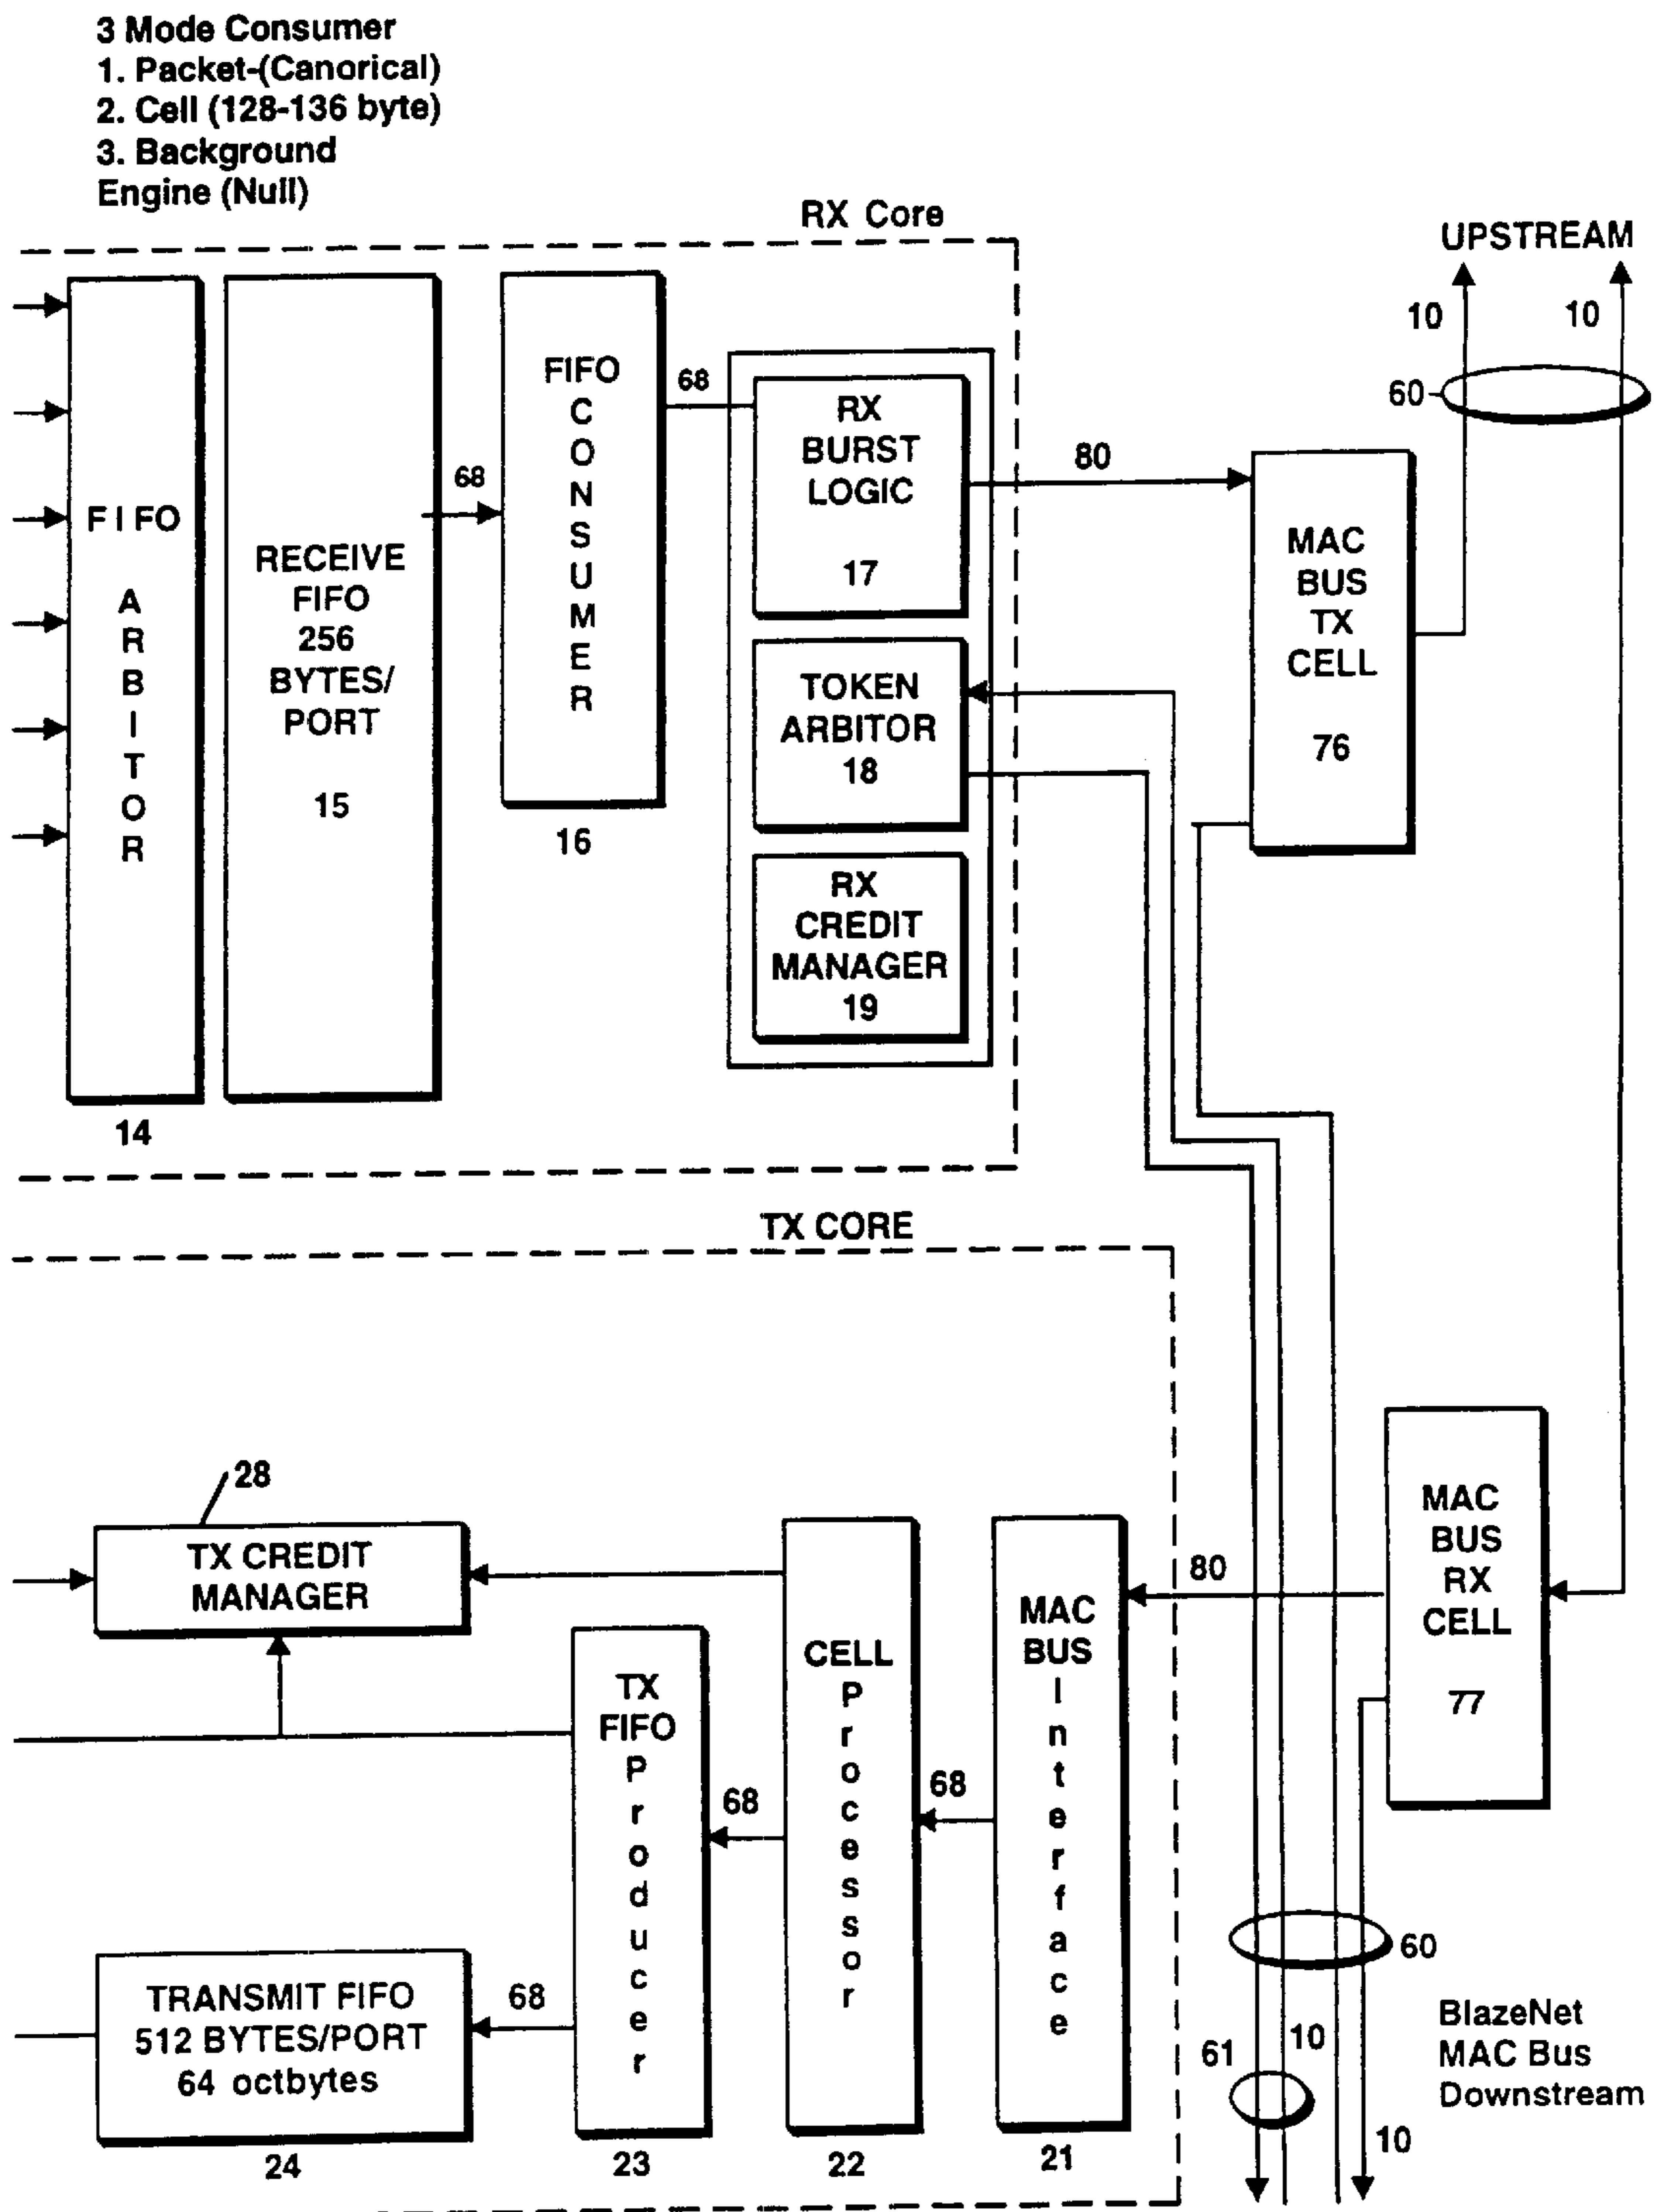 3 Mode Consumer
1. Packet-(Canorical)
2. Cell (128-136 byte)
3. Background
Engine (Null)
RX Core
UPSTREAM
10
10
60
FIFO
ARBITOR
14
RECEIVE
FIFO
256
BYTES/
PORT
15
68
FIFO
CONSUMER
16
68
RX
BURST
LOGIC
17
TOKEN
ARBITOR
18
RX
CREDIT
MANAGER
19
80
MAC
BUS
TX
CELL
76
TX CORE
28
TX CREDIT
MANAGER
TX
FIFO
Producer
23
68
CELL
Processor
22
68
MAC
BUS
Interface
21
80
MAC
BUS
RX
CELL
77
TRANSMIT FIFO
512 BYTES/PORT
64 octbytes
24
68
60
61
10
10
BlazeNet
MAC Bus
Downstream